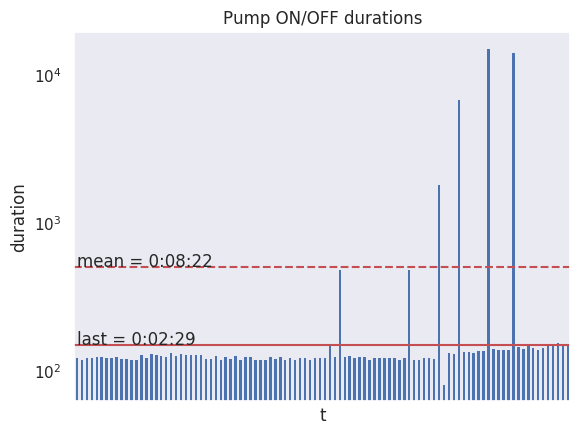 Pump ON/OFF durations
10⁴
10³
10²
duration
mean = 0:08:22
last = 0:02:29
t